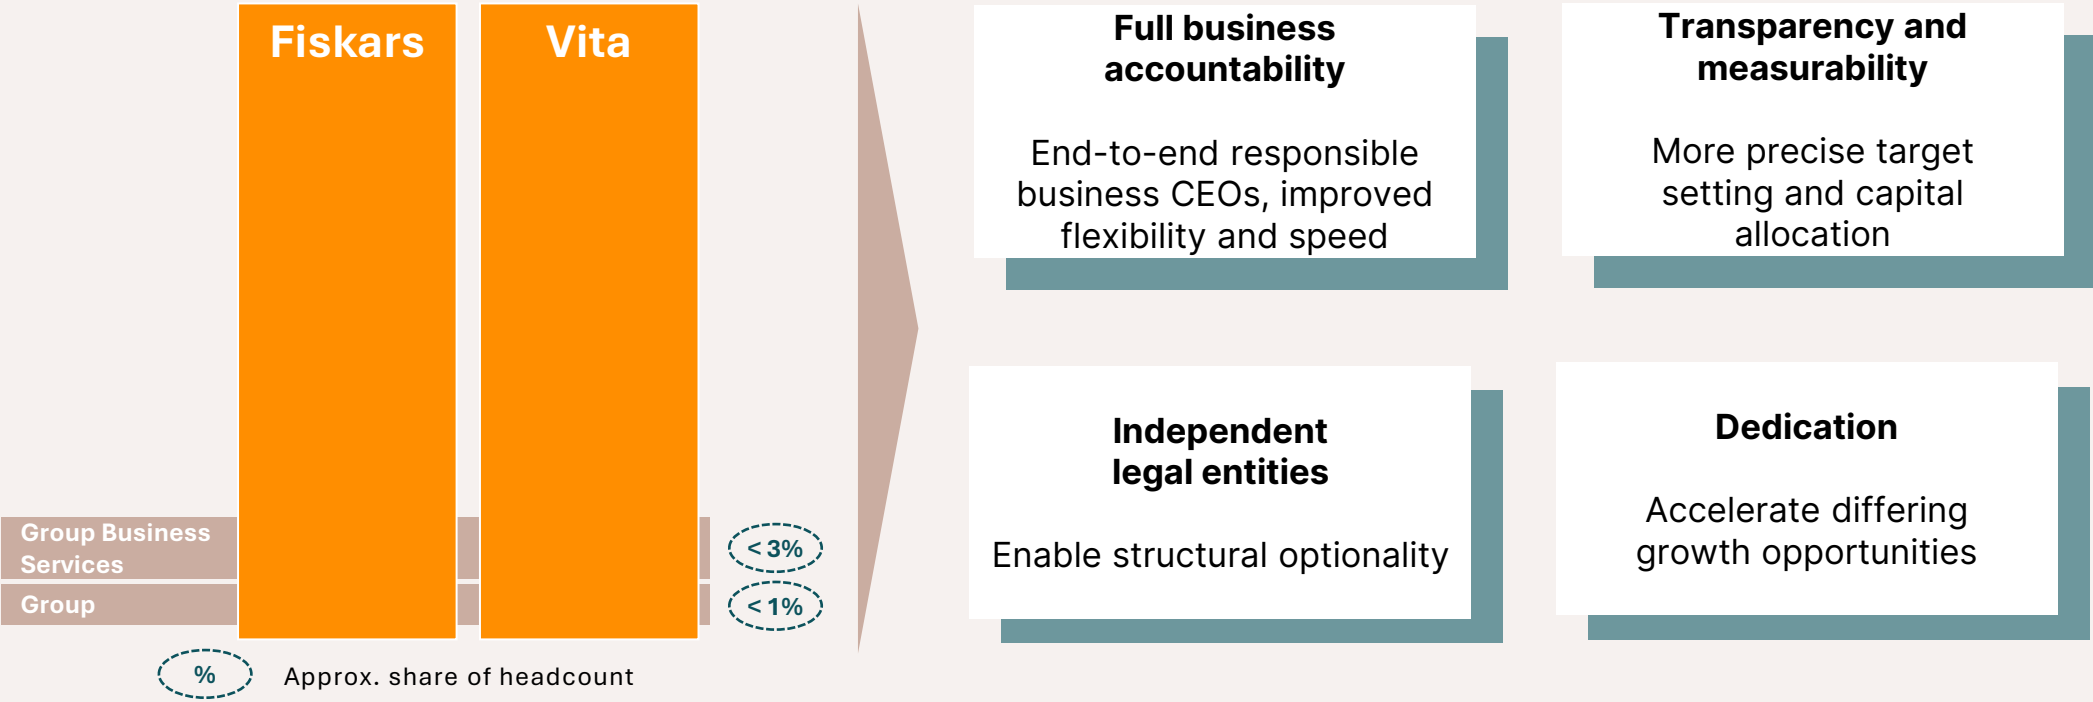 Fiskars
Vita
Group Business
Services
< 3%
Group
< 1%
%
Approx. share of headcount
Full business
accountability
End-to-end responsible
business CEOs, improved
flexibility and speed
Transparency and
measurability
More precise target
setting and capital
allocation
Independent
legal entities
Enable structural optionality
Dedication
Accelerate differing
growth opportunities